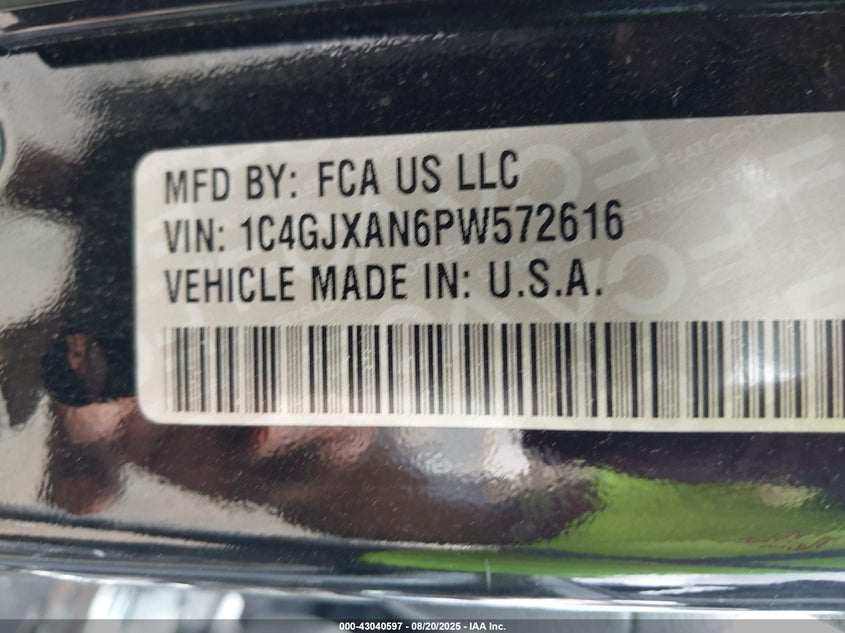 MFD BY: FCA US LLC
VIN: 1C4GJXAN6PW572616
VEHICLE MADE IN: U.S.A.
000-43040597 - 08/20/2025 - IAA Inc.